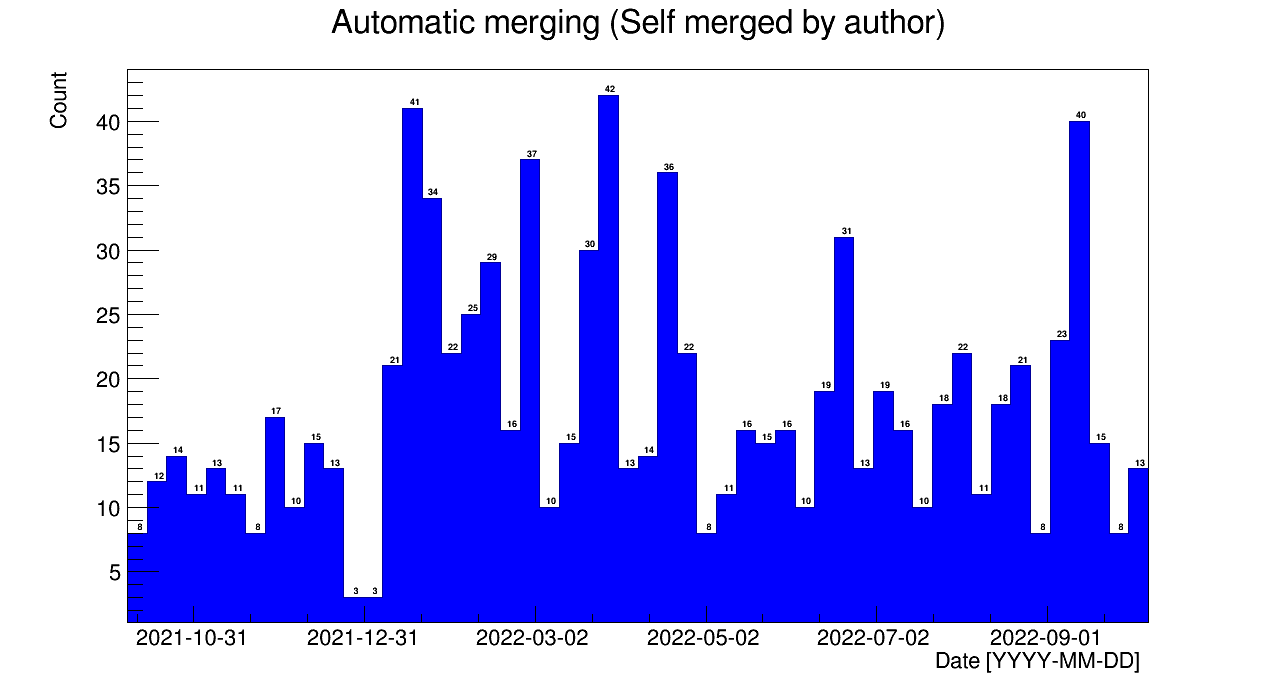 Automatic merging (Self merged by author)
Count
40
35
30
25
20
15
10
5
8 12 14 11 13 11 8 17 10 15 13 3 3 21 41 34 22 25 29 16 37 10 15 30 42 13 14 36 22 8 11 16 15 16 10 19 31 13 19 16 10 18 22 11 18 21 8 23 40 15 8 13
2021-10-31 2021-12-31 2022-03-02 2022-05-02 2022-07-02 2022-09-01
Date [YYYY-MM-DD]